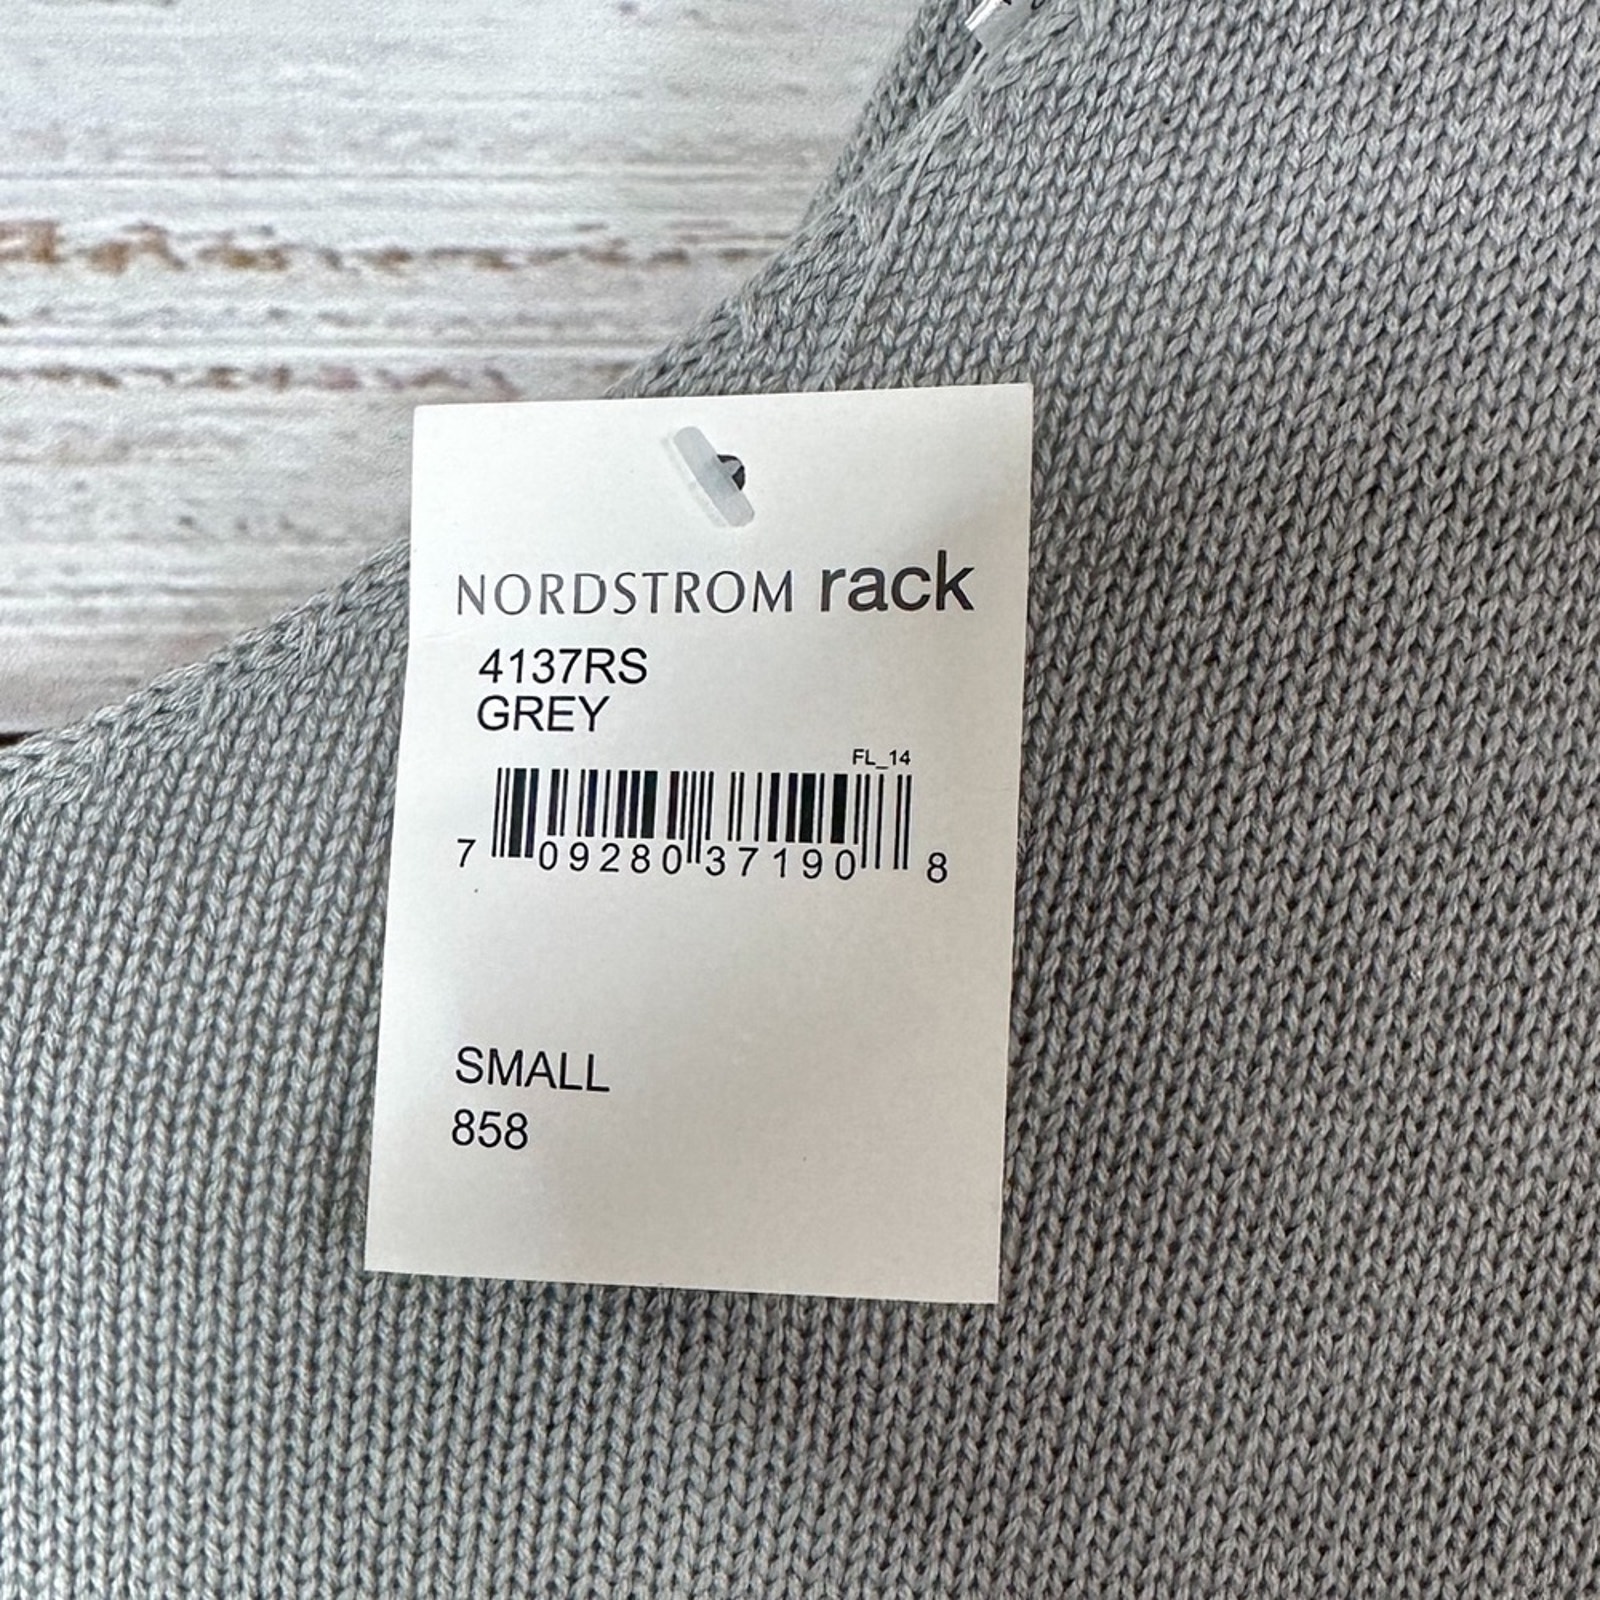 NORDSTROM rack
4137RS
GREY
FL_14
7 09280 37190 8
SMALL
858